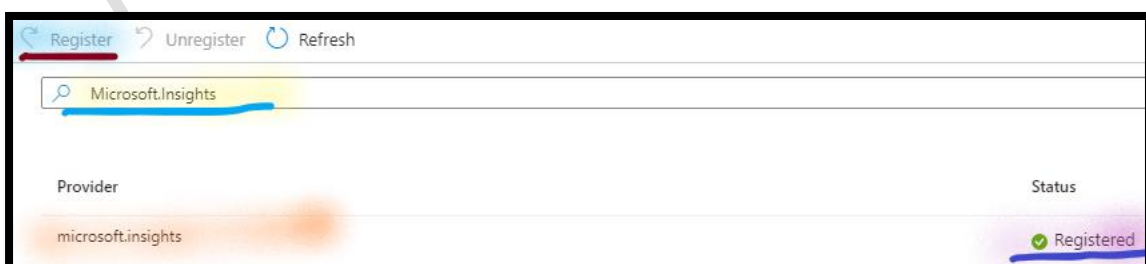 Register Unregister Refresh
Microsoft.Insights
Provider Status
microsoft.insights Registered